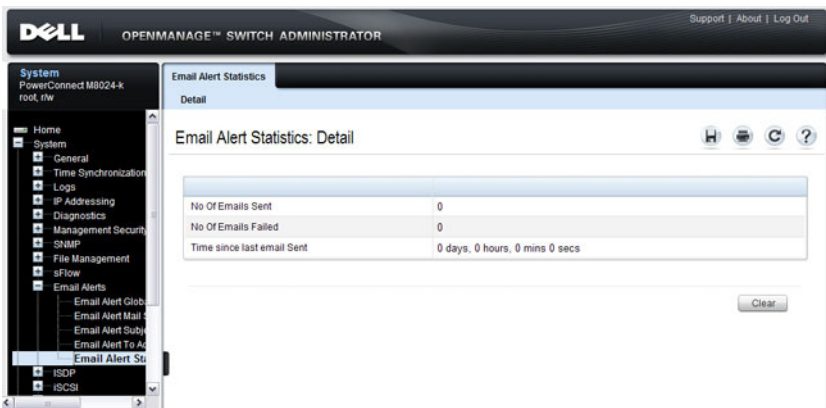 Support | About | Log Out
DELL OPENMANAGE™ SWITCH ADMINISTRATOR
System
PowerConnect M8024-k
root, r/w
Home
System
General
Time Synchronization
Logs
IP Addressing
Diagnostics
Management Security
SNMP
File Management
sFlow
Email Alerts
Email Alert Glob
Email Alert Mail S
Email Alert Subje
Email Alert To Ad
Email Alert Sta
ISDP
iSCSI
Email Alert Statistics
Detail
Email Alert Statistics: Detail
No Of Emails Sent 0
No Of Emails Failed 0
Time since last email Sent 0 days, 0 hours, 0 mins 0 secs
Clear